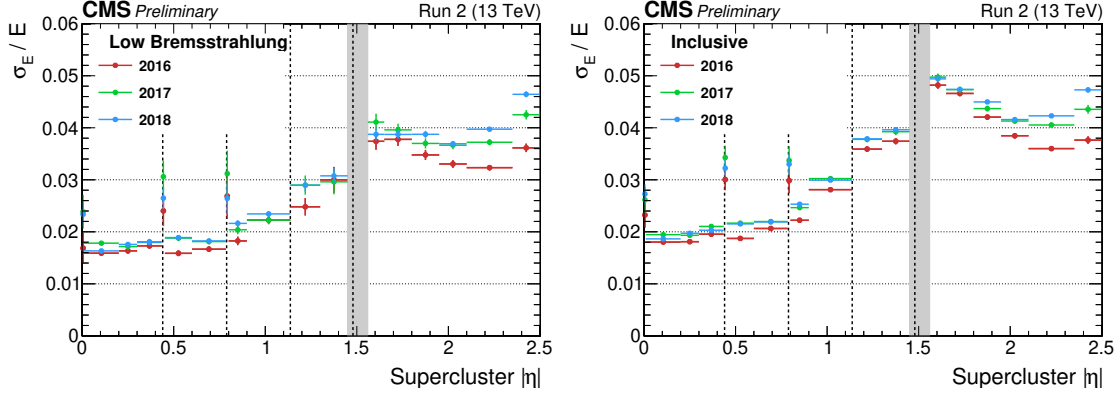 CMS Preliminary Run 2 (13 TeV)
σE / E
Low Bremsstrahlung
2016
2017
2018
0.06
0.05
0.04
0.03
0.02
0.01
0
0 0.5 1 1.5 2 2.5
Supercluster |η|
CMS Preliminary Run 2 (13 TeV)
σE / E
Inclusive
2016
2017
2018
0.06
0.05
0.04
0.03
0.02
0.01
0
0 0.5 1 1.5 2 2.5
Supercluster |η|